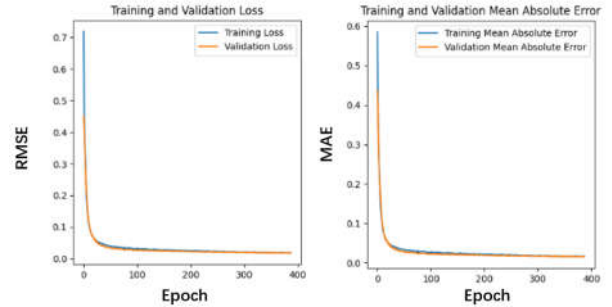 Training and Validation Loss
Training Loss
Validation Loss
RMSE
0.7
0.6
0.5
0.4
0.3
0.2
0.1
0.0
0
100
200
300
400
Epoch
Training and Validation Mean Absolute Error
Training Mean Absolute Error
Validation Mean Absolute Error
MAE
0.6
0.5
0.4
0.3
0.2
0.1
0.0
0
100
200
300
400
Epoch